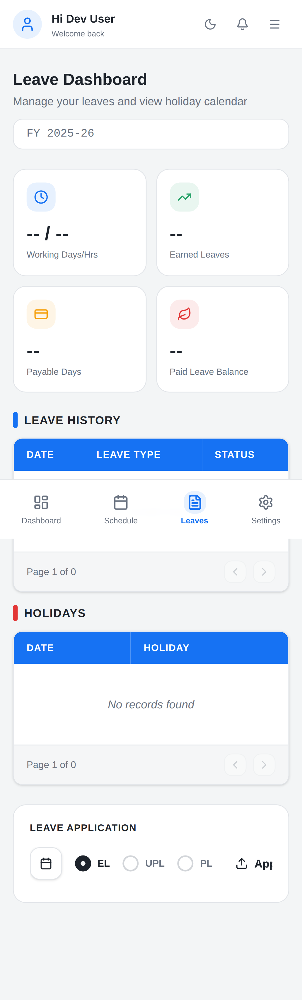 Hi Dev User
Welcome back
Leave Dashboard
Manage your leaves and view holiday calendar
FY 2025-26
-- / --
Working Days/Hrs
--
Earned Leaves
--
Payable Days
--
Paid Leave Balance
LEAVE HISTORY
DATE LEAVE TYPE STATUS
Dashboard Schedule Leaves Settings
Page 1 of 0
HOLIDAYS
DATE HOLIDAY
No records found
Page 1 of 0
LEAVE APPLICATION
EL UPL PL